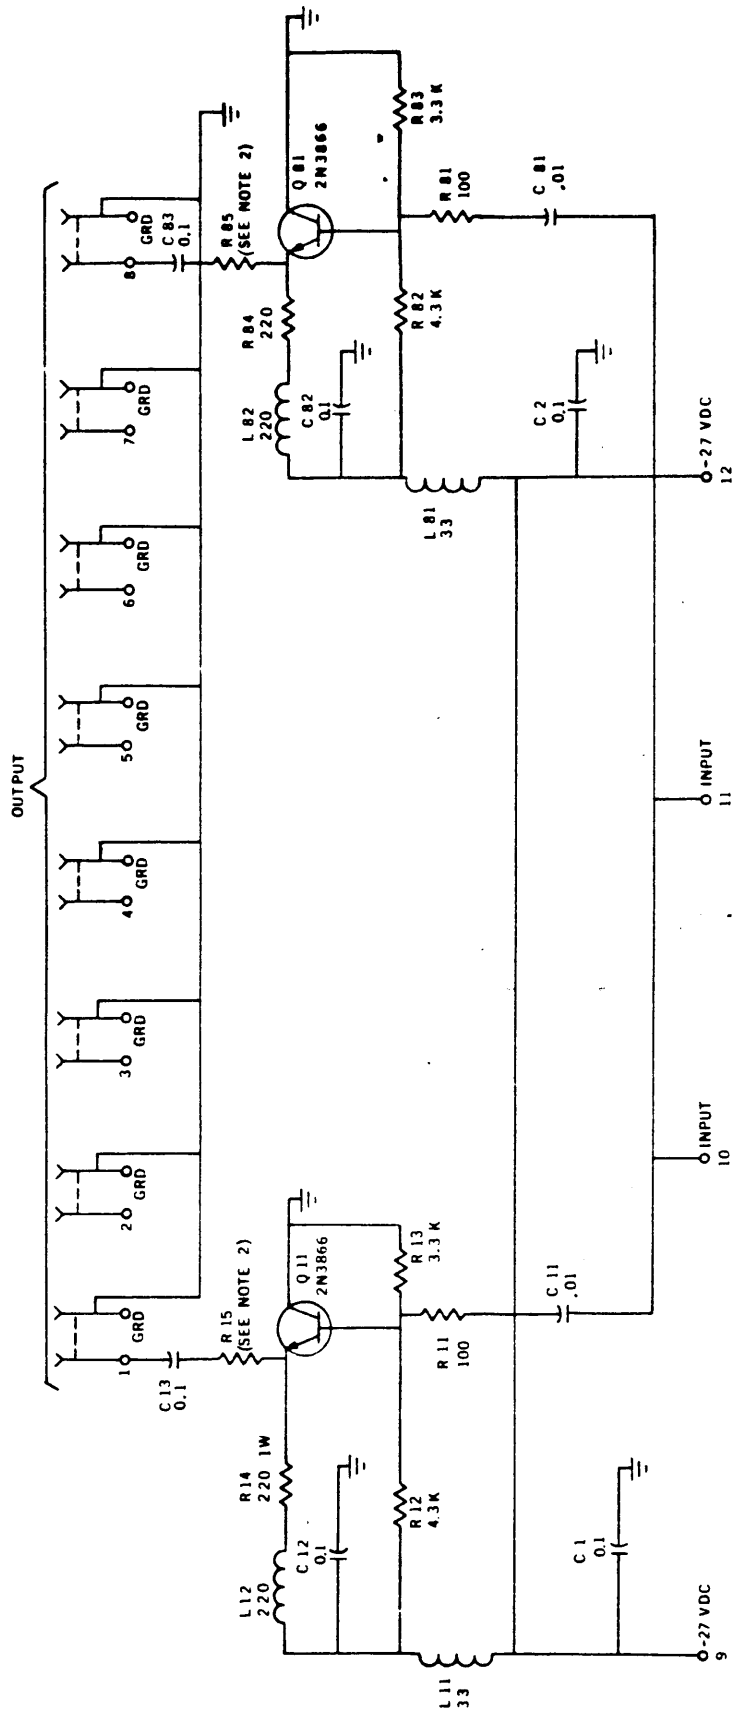 OUTPUT
1
GRD
2
GRD
3
GRD
4
GRD
5
GRD
6
GRD
7
GRD
8
GRD
C 13
0.1
R 15
(SEE NOTE 2)
C 83
0.1
R 85
(SEE NOTE 2)
L 12
220
R14
220 1W
Q 11
2N3866
L 82
220
R 84
220
Q 81
2N3866
C 12
0.1
C 82
0.1
R 12
4.3 K
R 13
3.3 K
R 82
4.3 K
R 83
3.3 K
L 11
33
R 11
100
L 81
33
R 81
100
C 1
0.1
C 11
.01
C 2
0.1
C 81
.01
-27 VDC
9
INPUT
10
INPUT
11
-27 VDC
12